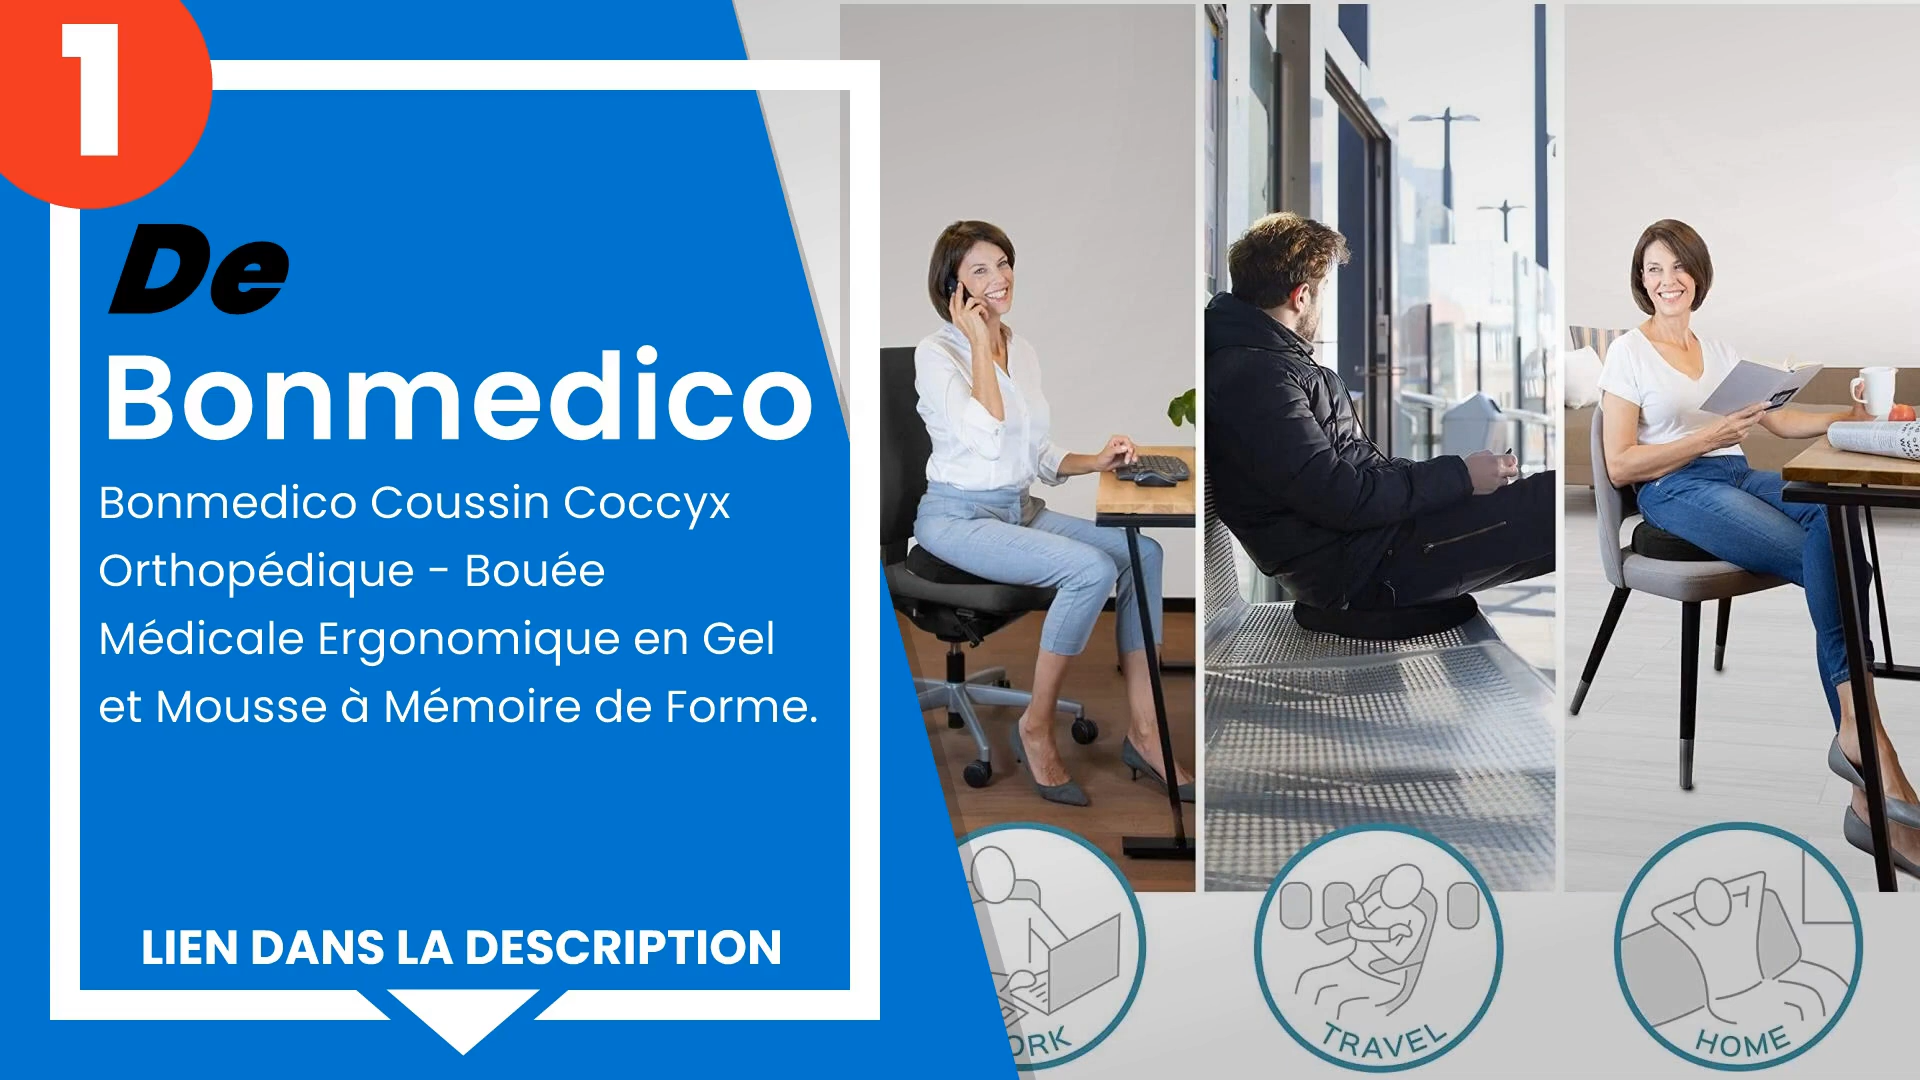 1
De
Bonmedico
Bonmedico Coussin Coccyx
Orthopédique - Bouée
Médicale Ergonomique en Gel
et Mousse à Mémoire de Forme.
LIEN DANS LA DESCRIPTION
ORK
TRAVEL
HOME